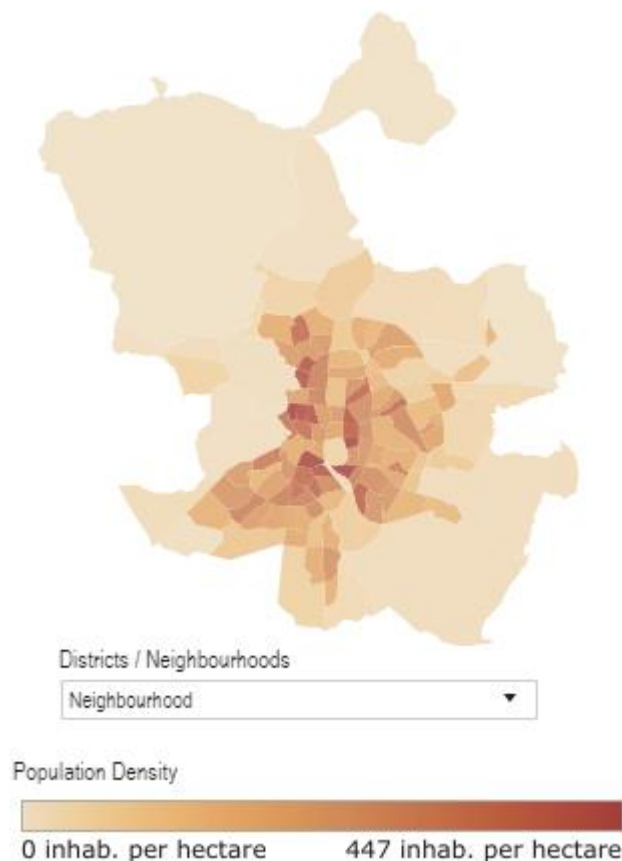 Districts / Neighbourhoods
Neighbourhood
Population Density
0 inhab. per hectare 447 inhab. per hectare